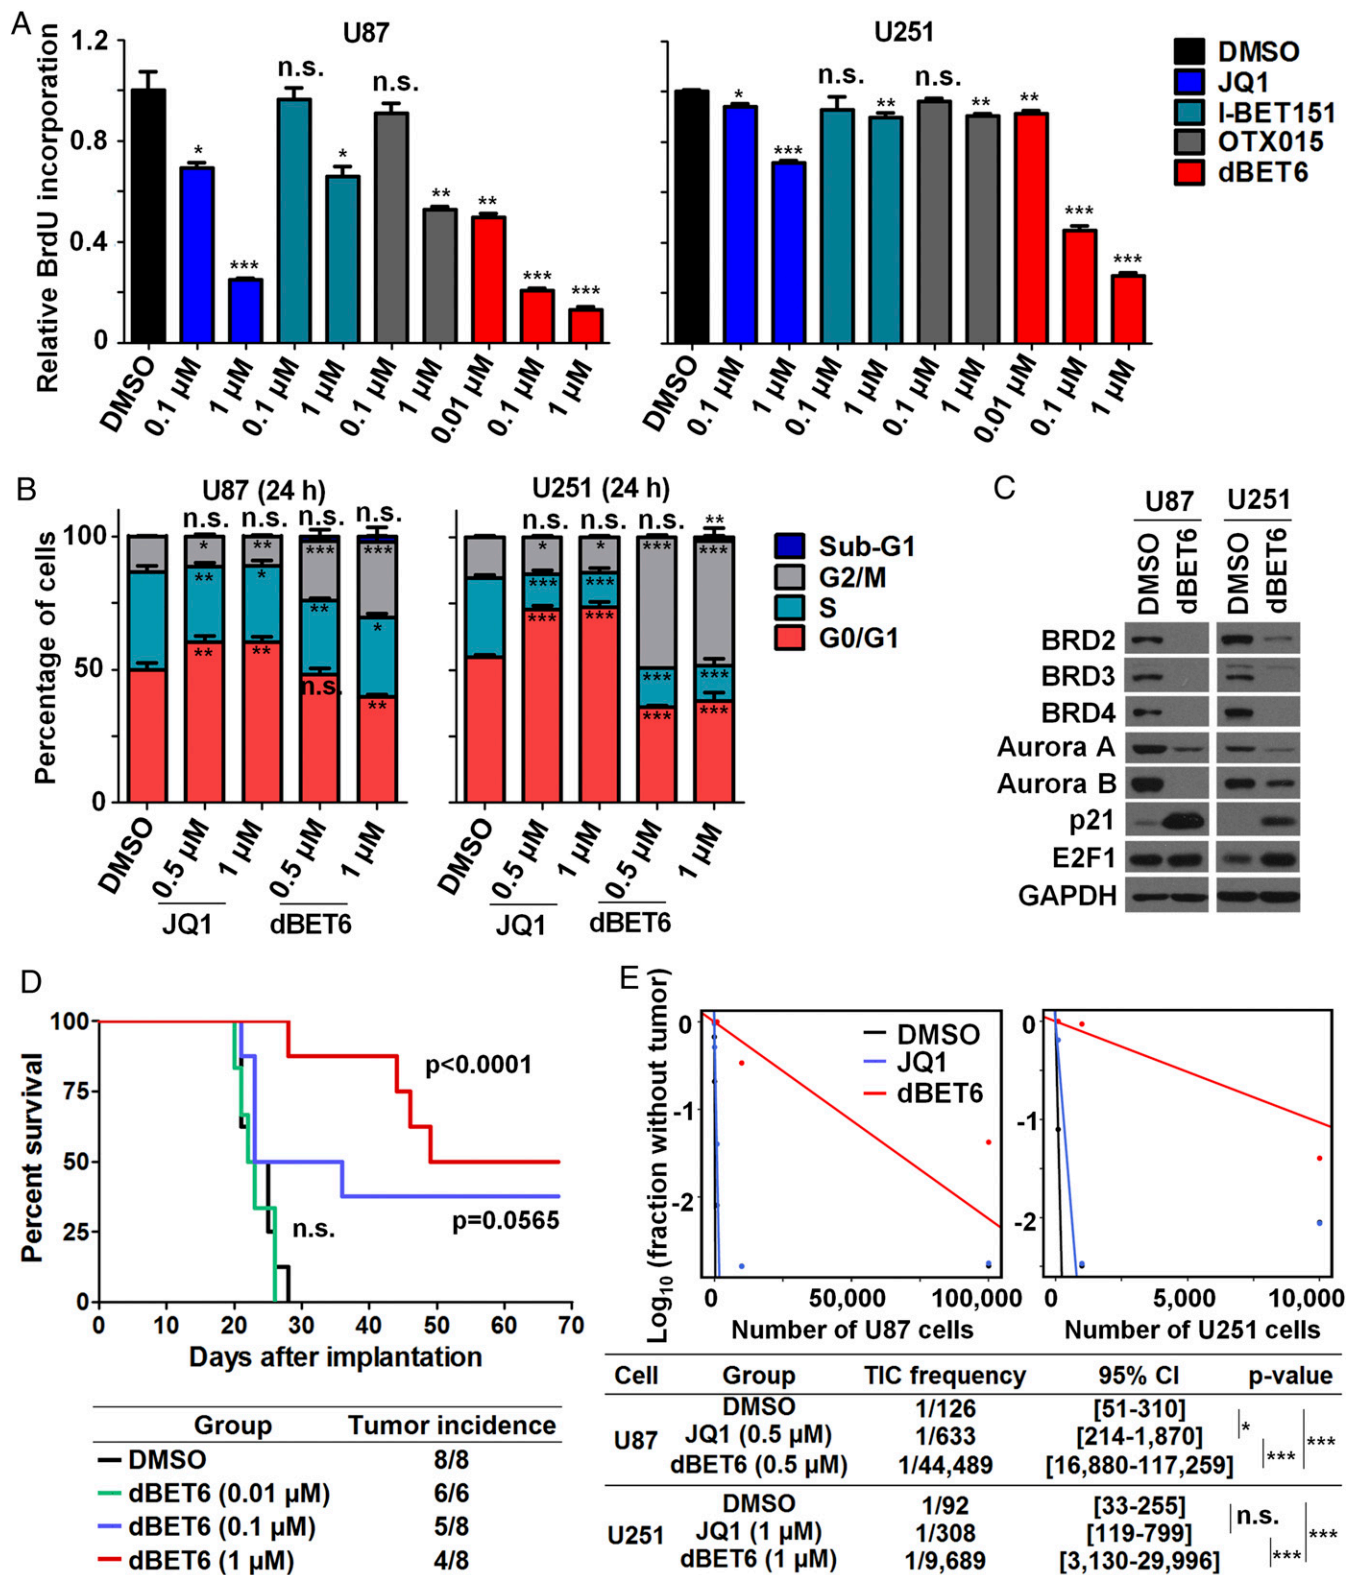 A
U87
Relative BrdU incorporation
1.2
0.8
0.4
0
* *** n.s. * n.s. ** ** *** ***
DMSO
0.1 µM
1 µM
0.1 µM
1 µM
0.1 µM
1 µM
0.01 µM
0.1 µM
1 µM
U251
* *** n.s. ** n.s. ** ** *** ***
DMSO
0.1 µM
1 µM
0.1 µM
1 µM
0.1 µM
1 µM
0.01 µM
0.1 µM
1 µM
DMSO
JQ1
I-BET151
OTX015
dBET6
B
U87 (24 h)
Percentage of cells
100
50
0
n.s. n.s. n.s. n.s.
* ** *** ***
** * ** *
** ** n.s. **
DMSO
0.5 µM
1 µM
0.5 µM
1 µM
JQ1 dBET6
U251 (24 h)
n.s. n.s. n.s. **
* * *** ***
*** *** *** ***
*** *** *** ***
DMSO
0.5 µM
1 µM
0.5 µM
1 µM
JQ1 dBET6
Sub-G1
G2/M
S
G0/G1
C
U87 U251
DMSO dBET6 DMSO dBET6
BRD2
BRD3
BRD4
Aurora A
Aurora B
p21
E2F1
GAPDH
D
Percent survival
100
75
50
25
0
p<0.0001
p=0.0565
n.s.
0 10 20 30 40 50 60 70
Days after implantation
Group Tumor incidence
DMSO 8/8
dBET6 (0.01 µM) 6/6
dBET6 (0.1 µM) 5/8
dBET6 (1 µM) 4/8
E
Log10 (fraction without tumor)
0
-1
-2
DMSO
JQ1
dBET6
0 50,000 100,000
Number of U87 cells
0
-1
-2
0 5,000 10,000
Number of U251 cells
Cell Group TIC frequency 95% CI p-value
U87
DMSO 1/126 [51-310]
JQ1 (0.5 µM) 1/633 [214-1,870]
dBET6 (0.5 µM) 1/44,489 [16,880-117,259]
* *** ***
U251
DMSO 1/92 [33-255]
JQ1 (1 µM) 1/308 [119-799]
dBET6 (1 µM) 1/9,689 [3,130-29,996]
n.s. *** ***